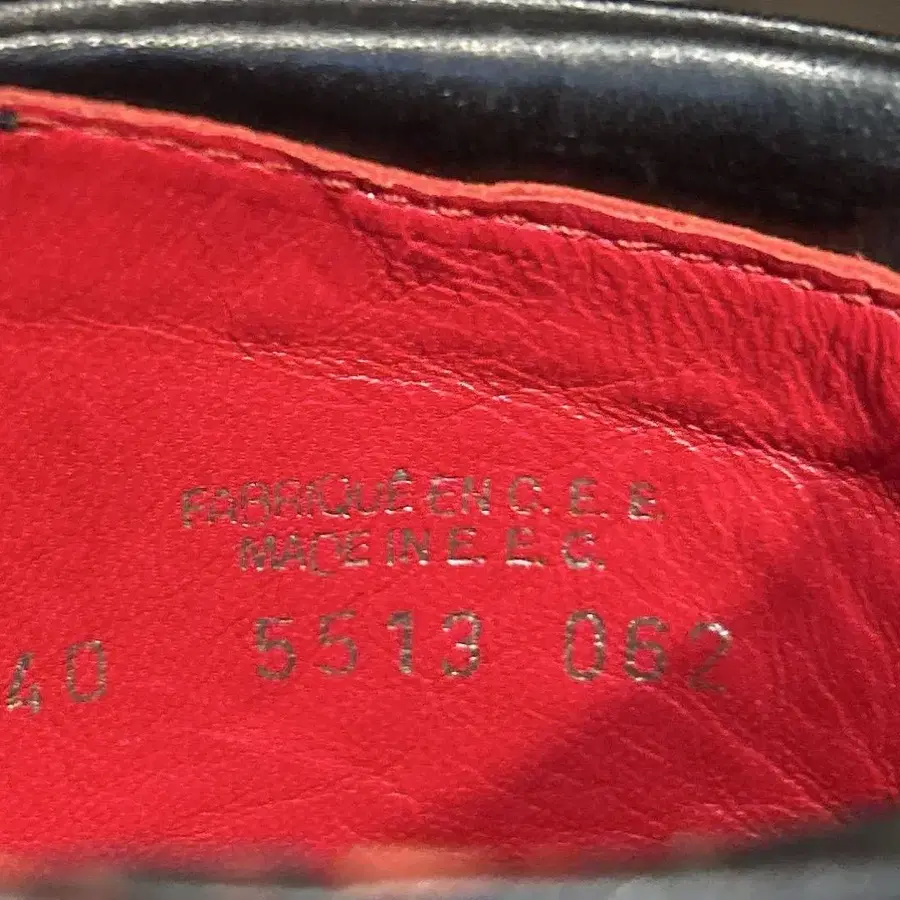 FABRIQUÉ EN C. E. E.
MADE IN E. E. C.
40 5513 062